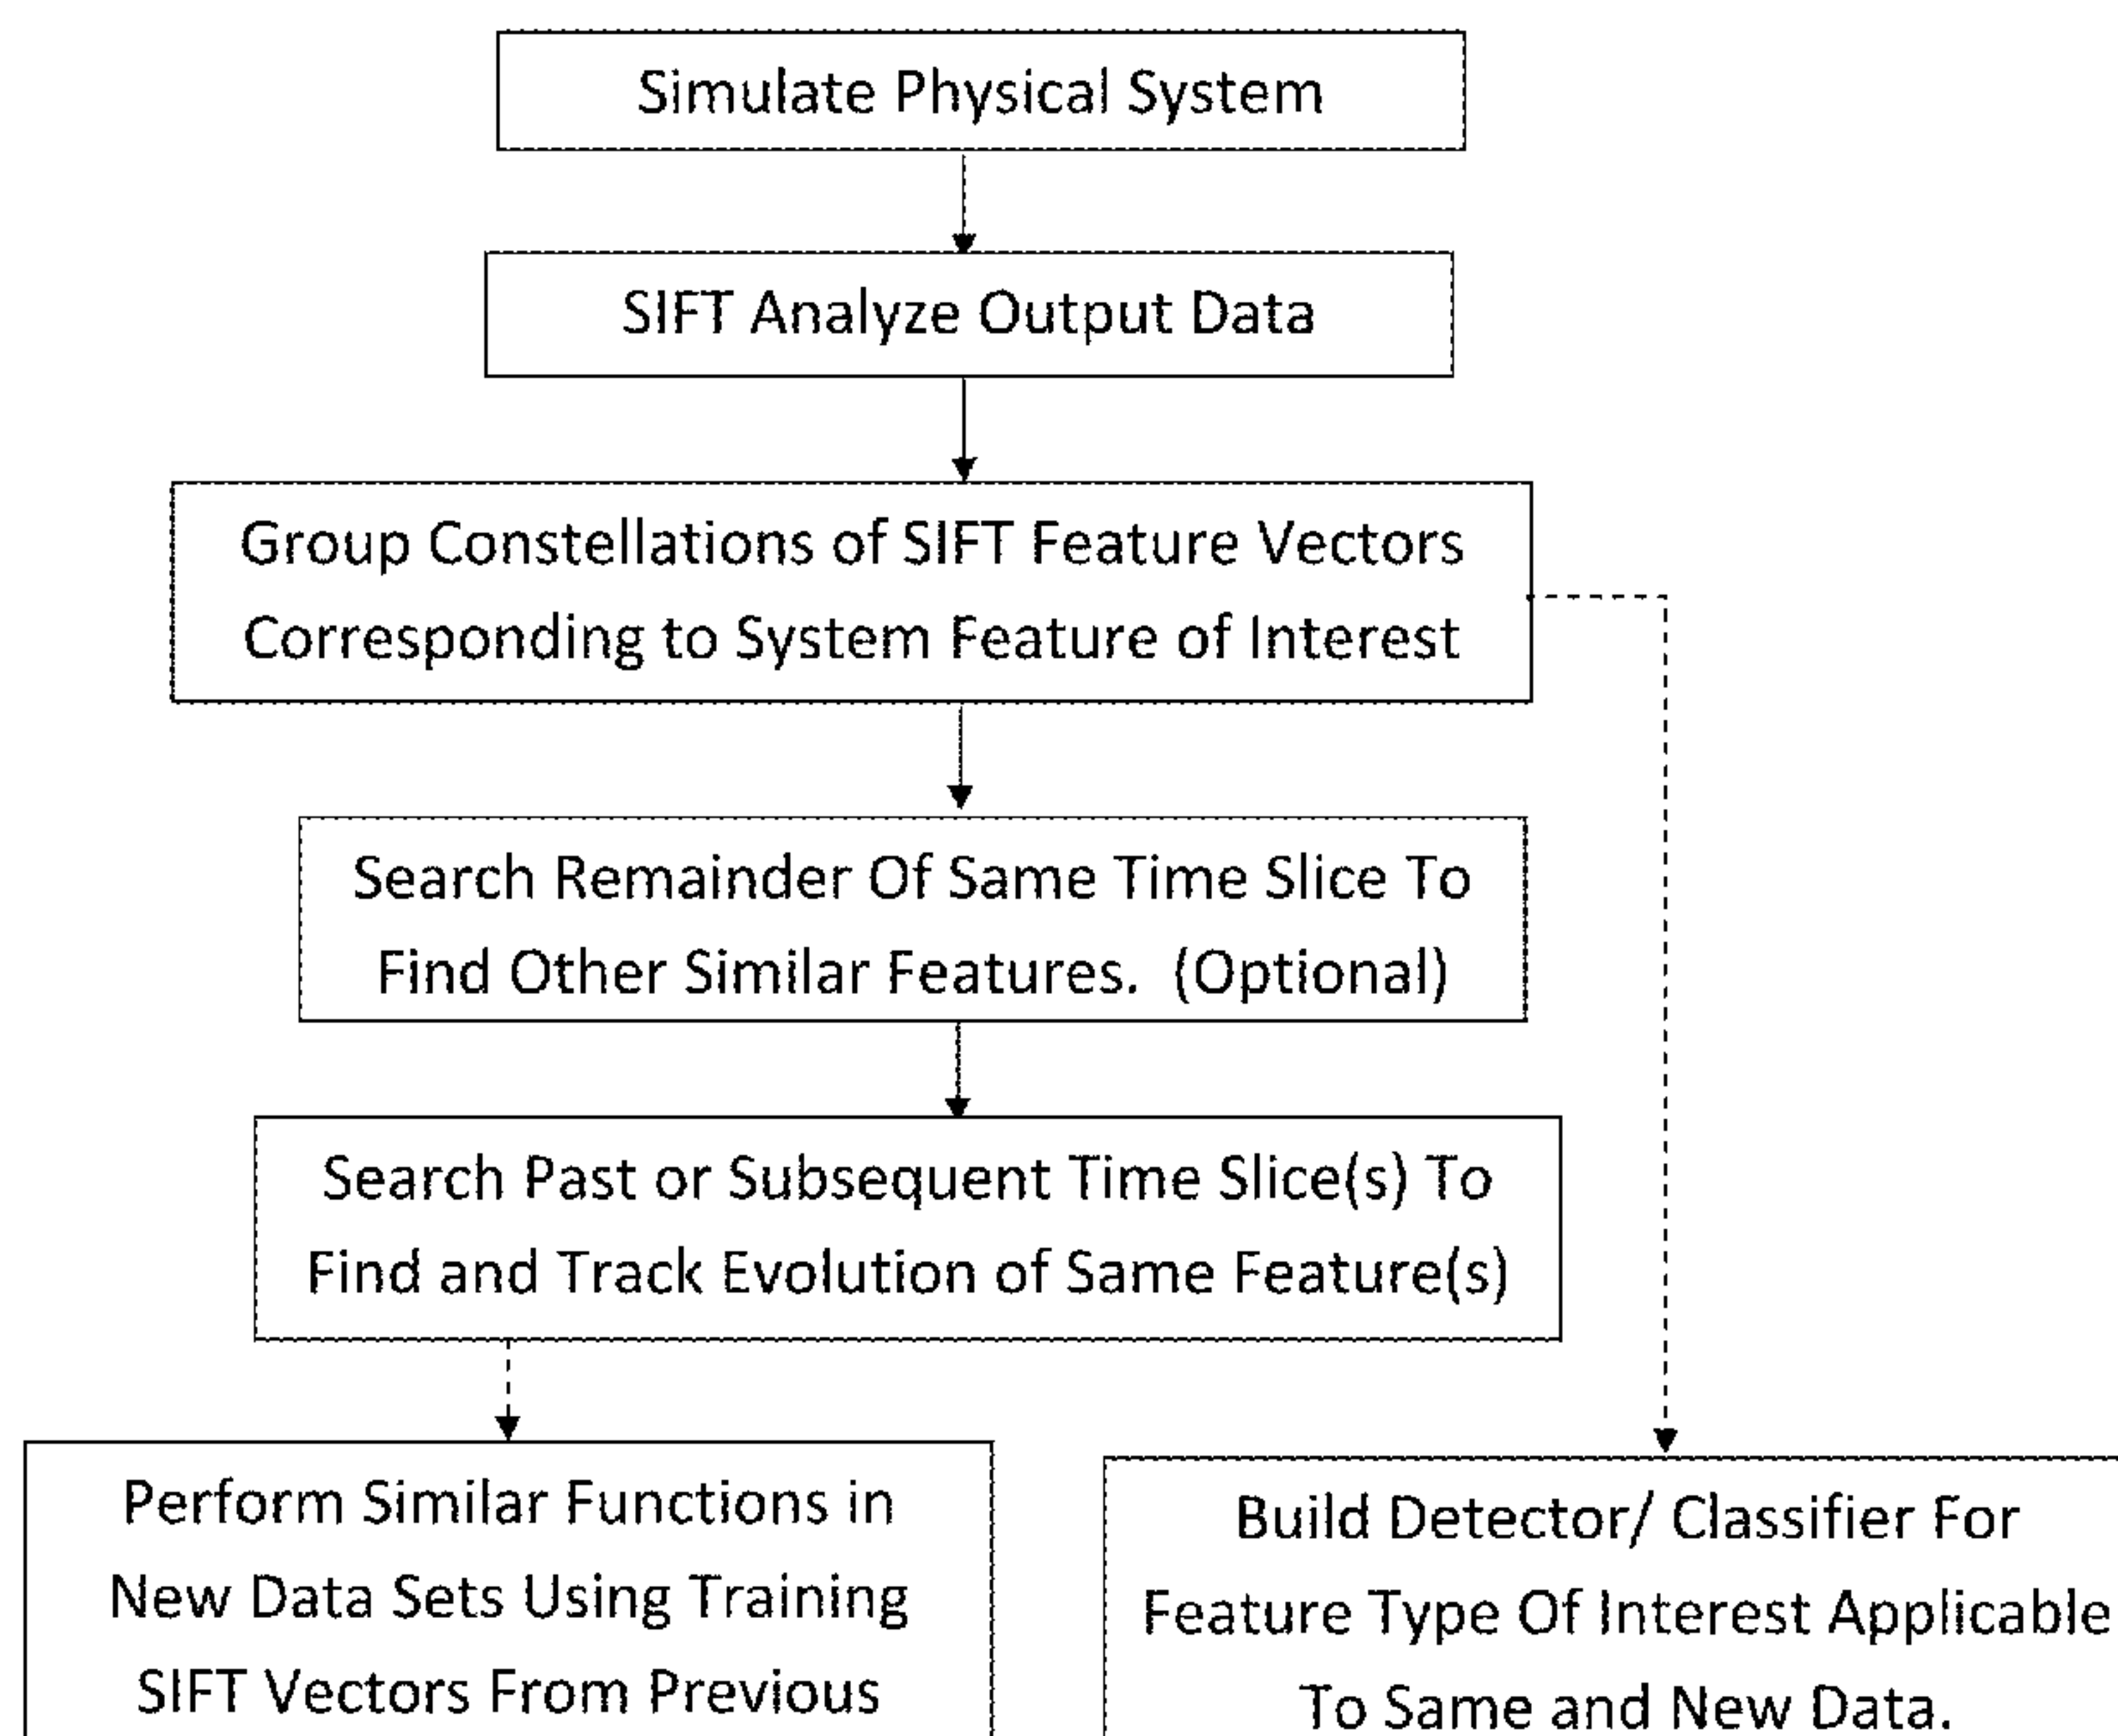 Simulate Physical System
SIFT Analyze Output Data
Group Constellations of SIFT Feature Vectors
Corresponding to System Feature of Interest
Search Remainder Of Same Time Slice To
Find Other Similar Features. (Optional)
Search Past or Subsequent Time Slice(s) To
Find and Track Evolution of Same Feature(s)
Perform Similar Functions in
New Data Sets Using Training
SIFT Vectors From Previous
Build Detector/ Classifier For
Feature Type Of Interest Applicable
To Same and New Data.